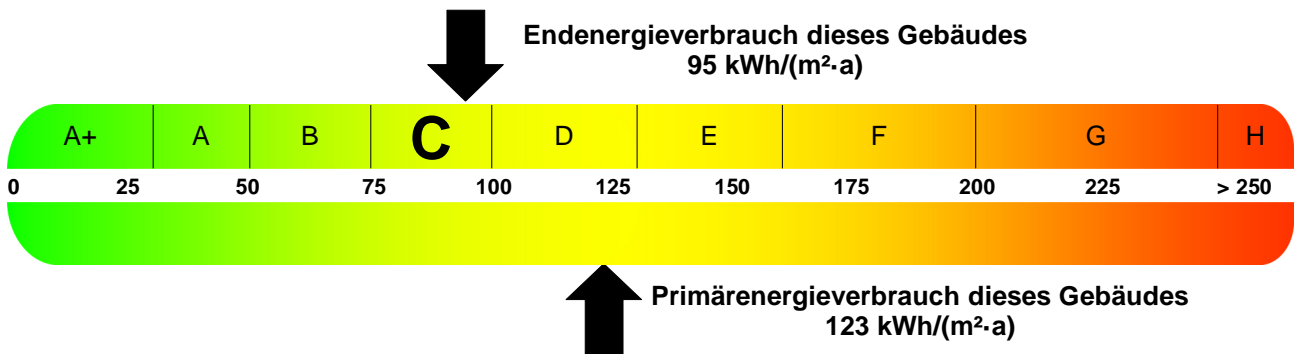 Endenergieverbrauch dieses Gebäudes
95 kWh/(m²·a)
A+ A B C D E F G H
0 25 50 75 100 125 150 175 200 225 > 250
Primärenergieverbrauch dieses Gebäudes
123 kWh/(m²·a)